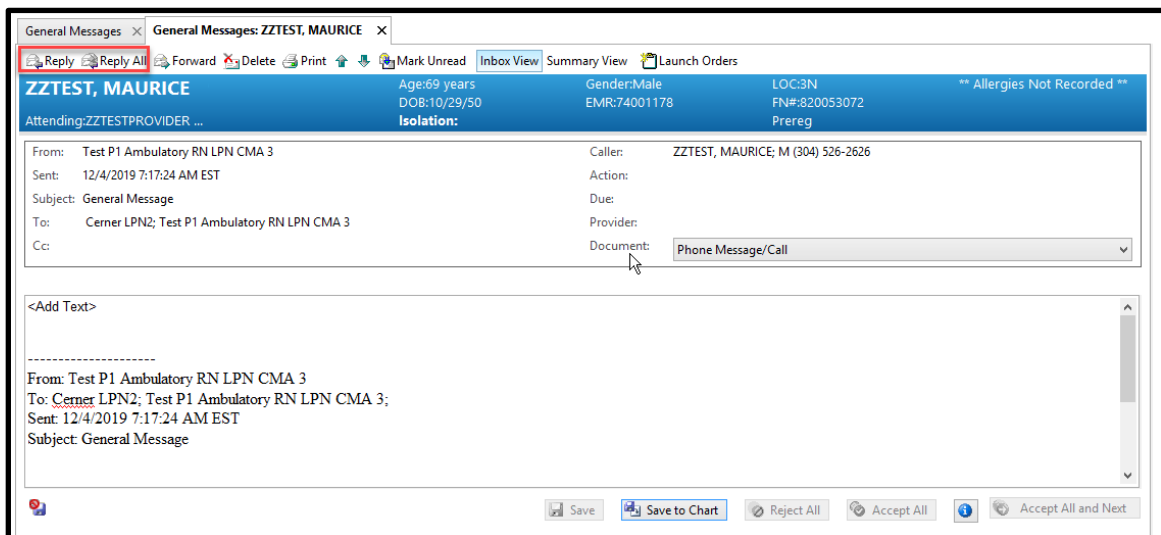 General Messages × General Messages: ZZTEST, MAURICE ×
Reply Reply All Forward Delete Print Mark Unread Inbox View Summary View Launch Orders
ZZTEST, MAURICE Age:69 years Gender:Male LOC:3N ** Allergies Not Recorded **
DOB:10/29/50 EMR:74001178 FN#:820053072
Attending:ZZTESTPROVIDER ... Isolation: Prereg
From: Test P1 Ambulatory RN LPN CMA 3 Caller: ZZTEST, MAURICE; M (304) 526-2626
Sent: 12/4/2019 7:17:24 AM EST Action:
Subject: General Message Due:
To: Cerner LPN2; Test P1 Ambulatory RN LPN CMA 3 Provider:
Cc: Document: Phone Message/Call
<Add Text>
---------------------
From: Test P1 Ambulatory RN LPN CMA 3
To: Cerner LPN2; Test P1 Ambulatory RN LPN CMA 3;
Sent: 12/4/2019 7:17:24 AM EST
Subject: General Message
Save Save to Chart Reject All Accept All Accept All and Next